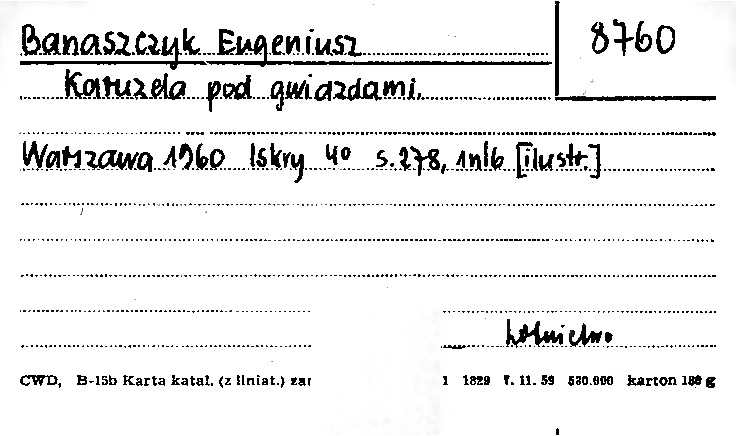 Banaszczyk Eugeniusz 8760
Karuzela pod gwiazdami.
Warszawa 1960 Iskry 4º s.278, 1nlb [ilustr.]
Lotnictwo
CWD, B-15b Karta katal. (z liniat.) zar 1 1829 T. 11. 59 530.000 karton 180 g